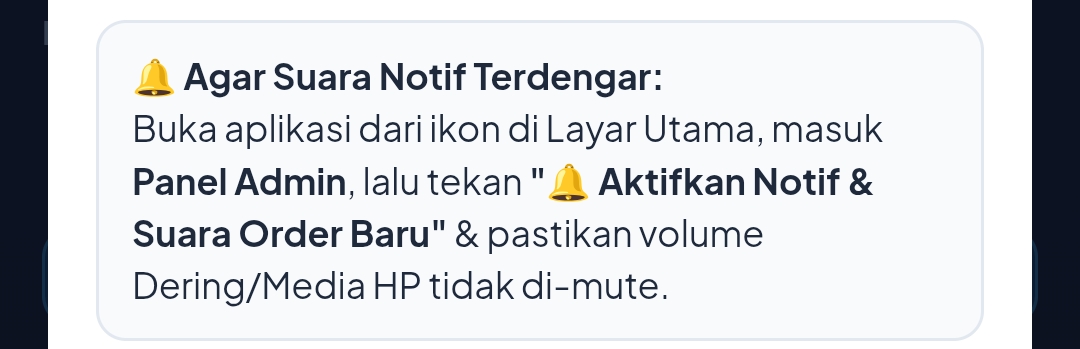 🔔 Agar Suara Notif Terdengar:
Buka aplikasi dari ikon di Layar Utama, masuk
Panel Admin, lalu tekan "🔔 Aktifkan Notif &
Suara Order Baru" & pastikan volume
Dering/Media HP tidak di-mute.